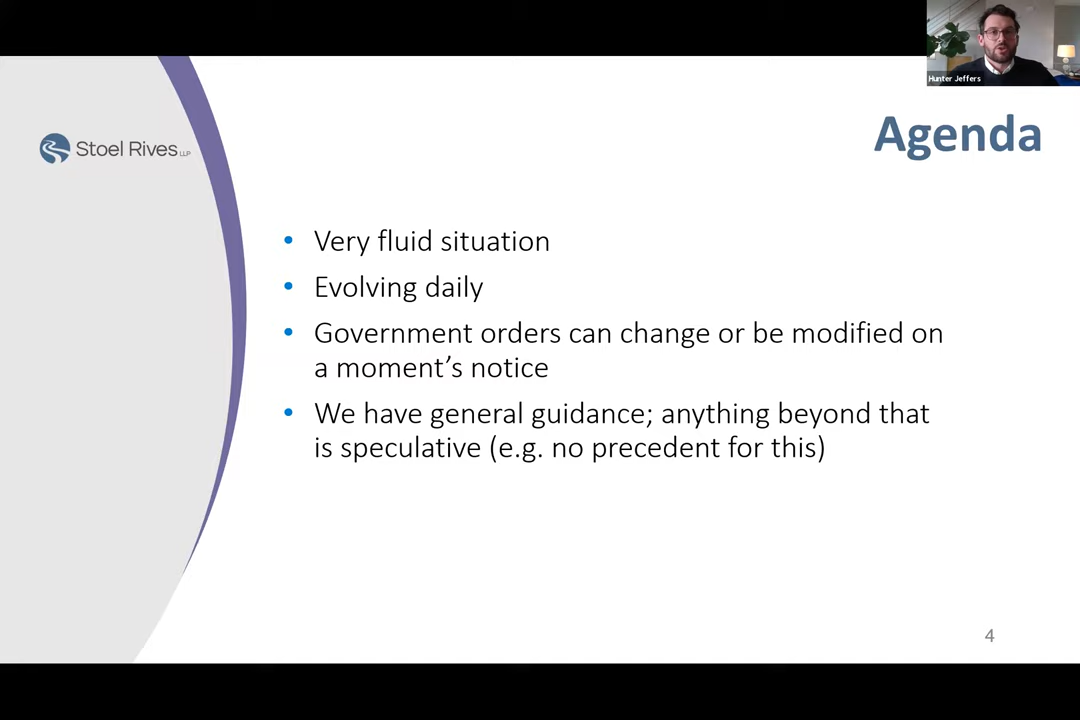 Hunter Jeffers
Stoel Rives LLP
Agenda
• Very fluid situation
• Evolving daily
• Government orders can change or be modified on
a moment’s notice
• We have general guidance; anything beyond that
is speculative (e.g. no precedent for this)
4